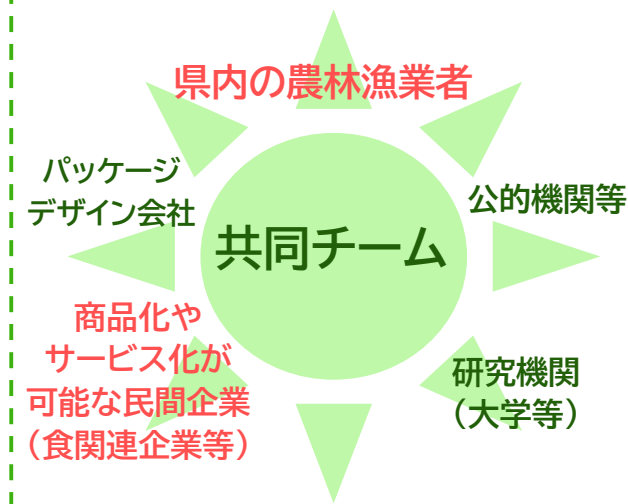 県内の農林漁業者
パッケージ
デザイン会社
公的機関等
共同チーム
商品化や
サービス化が
可能な民間企業
（食関連企業等）
研究機関
（大学等）